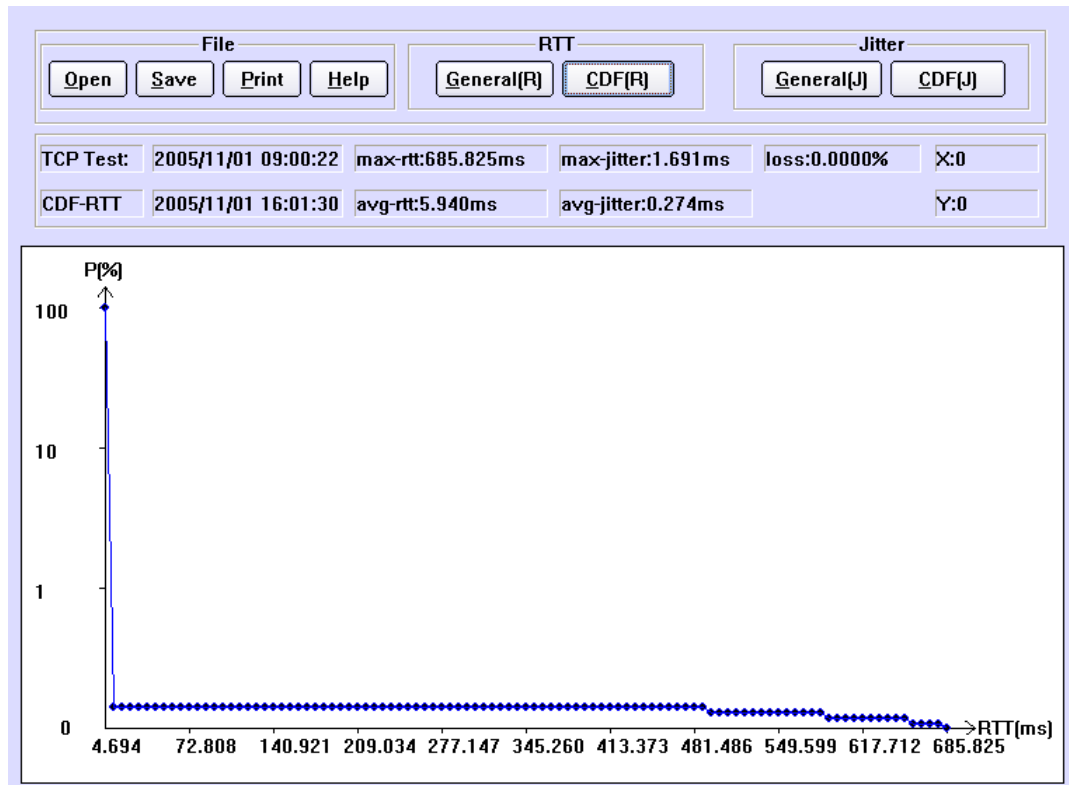 File RTT Jitter
Open Save Print Help General(R) CDF(R) General(J) CDF(J)
TCP Test: 2005/11/01 09:00:22 max-rtt:685.825ms max-jitter:1.691ms loss:0.0000% X:0
CDF-RTT 2005/11/01 16:01:30 avg-rtt:5.940ms avg-jitter:0.274ms Y:0
P(%)
100
10
1
0
RTT(ms)
4.694 72.808 140.921 209.034 277.147 345.260 413.373 481.486 549.599 617.712 685.825